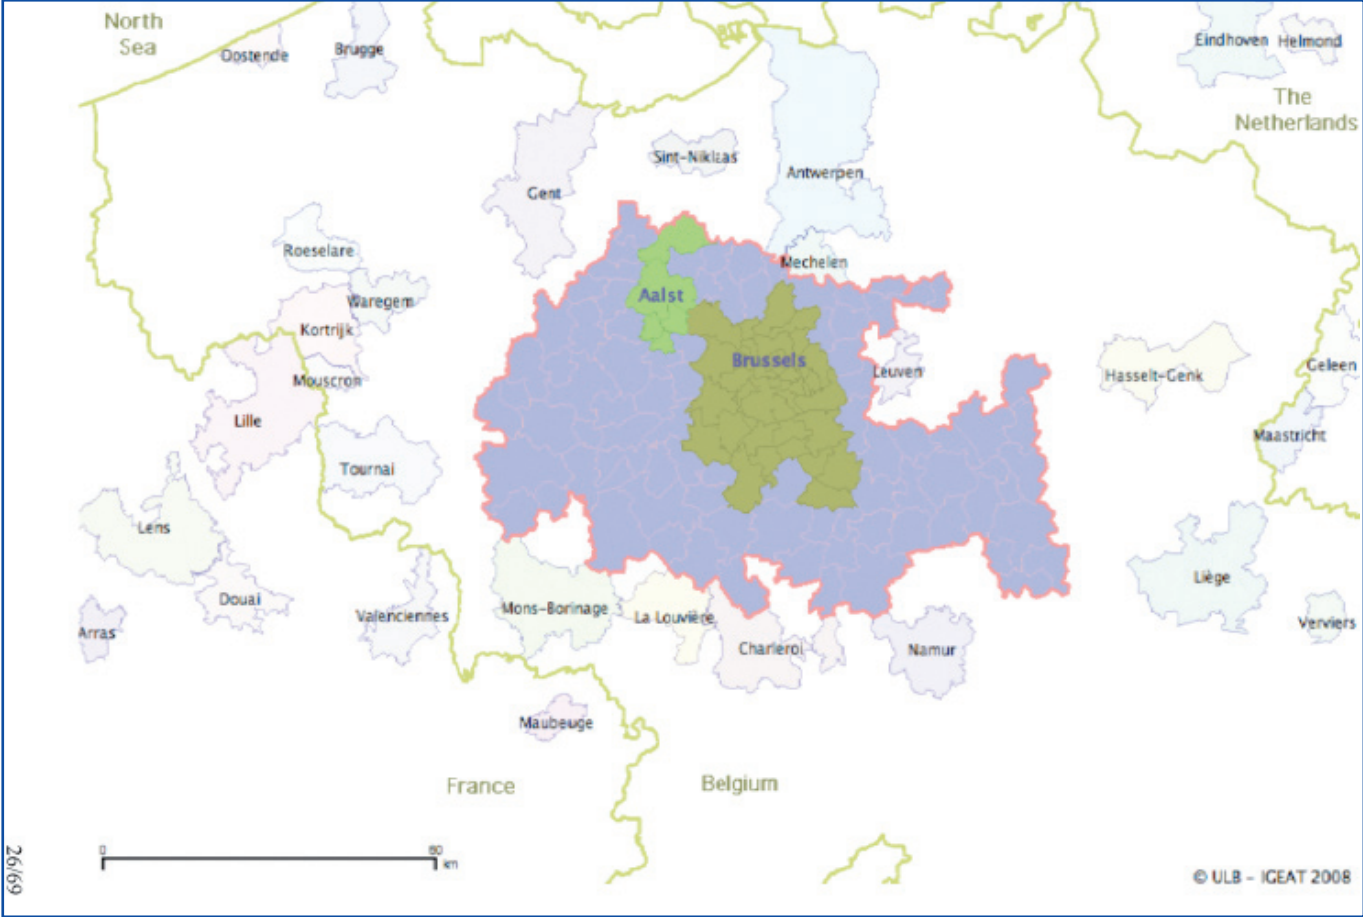 North
Sea
Oostende
Brugge
Eindhoven
Helmond
The
Netherlands
Sint-Niklaas
Antwerpen
Gent
Roeselare
Mechelen
Waregem
Aalst
Kortrijk
Brussels
Leuven
Hasselt-Genk
Geleen
Mouscron
Lille
Maastricht
Tournai
Lens
Liège
Douai
Mons-Borinage
La Louvière
Valenciennes
Arras
Verviers
Charleroi
Namur
Maubeuge
France
Belgium
0
km
26/69
© ULB - IGEAT 2008